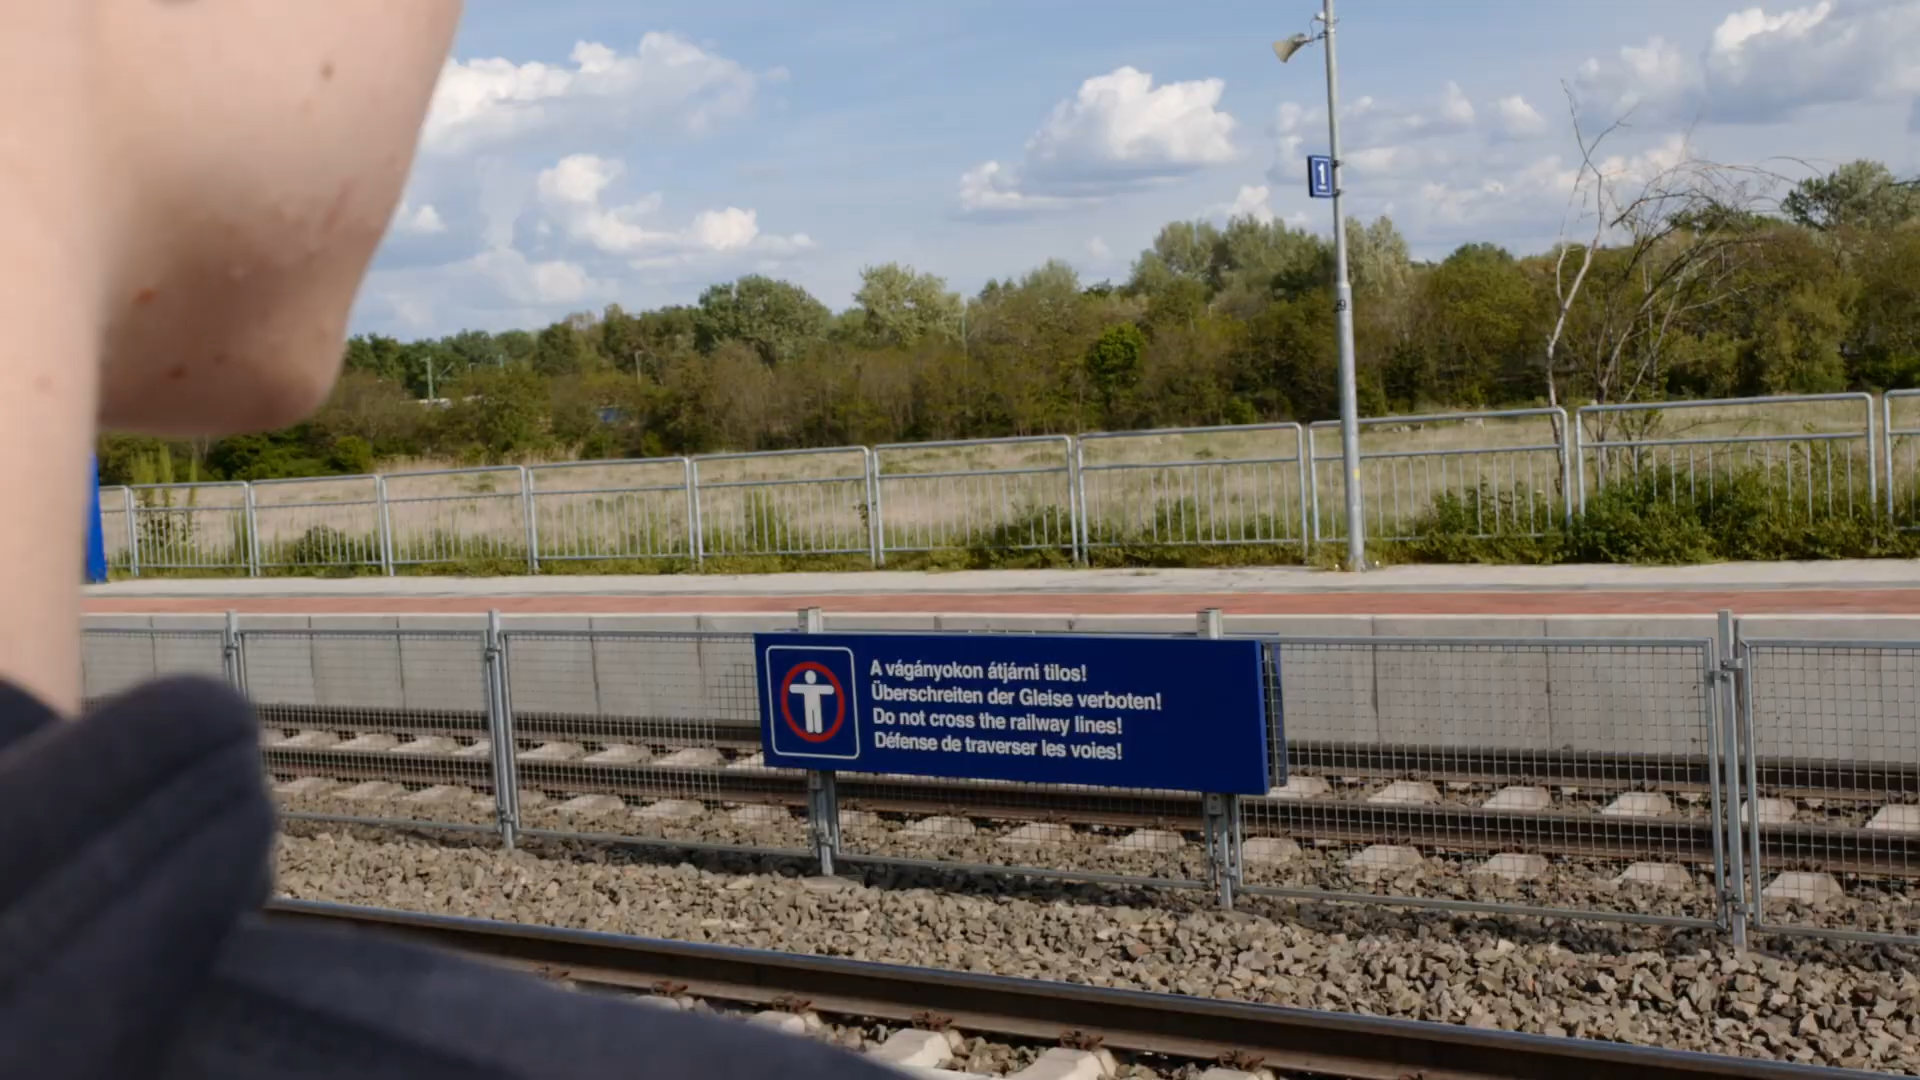 1
A vágányokon átjárni tilos!
Überschreiten der Gleise verboten!
Do not cross the railway lines!
Défense de traverser les voies!